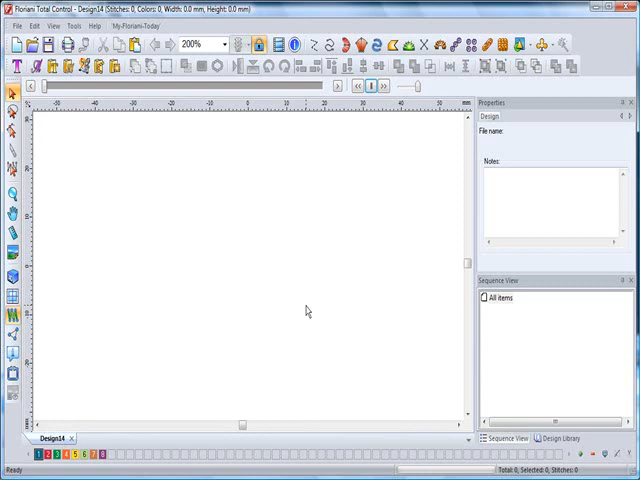 Floriani Total Control - Design14 (Stitches: 0, Colors: 0, Width: 0.0 mm, Height: 0.0 mm)
File Edit View Tools Help My-Floriani-Today
200%
-50 -40 -30 -20 -10 0 10 20 30 40 50 mm
Properties
Design
File name:
Notes:
Sequence View
All items
Design14
Sequence View Design Library
1 2 3 4 5 6 7 8
Ready
Total: 0, Selected: 0, Stitches: 0